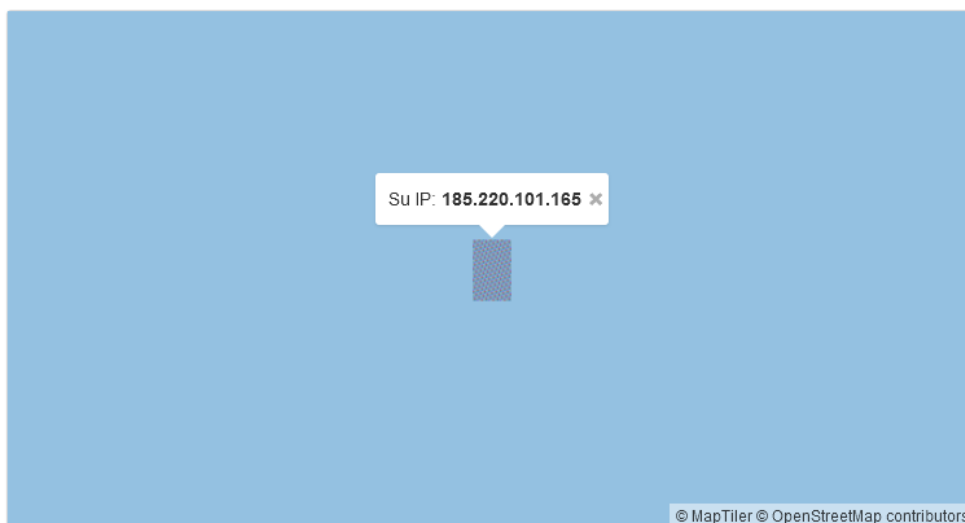 Su IP: 185.220.101.165 ✖
© MapTiler © OpenStreetMap contributors